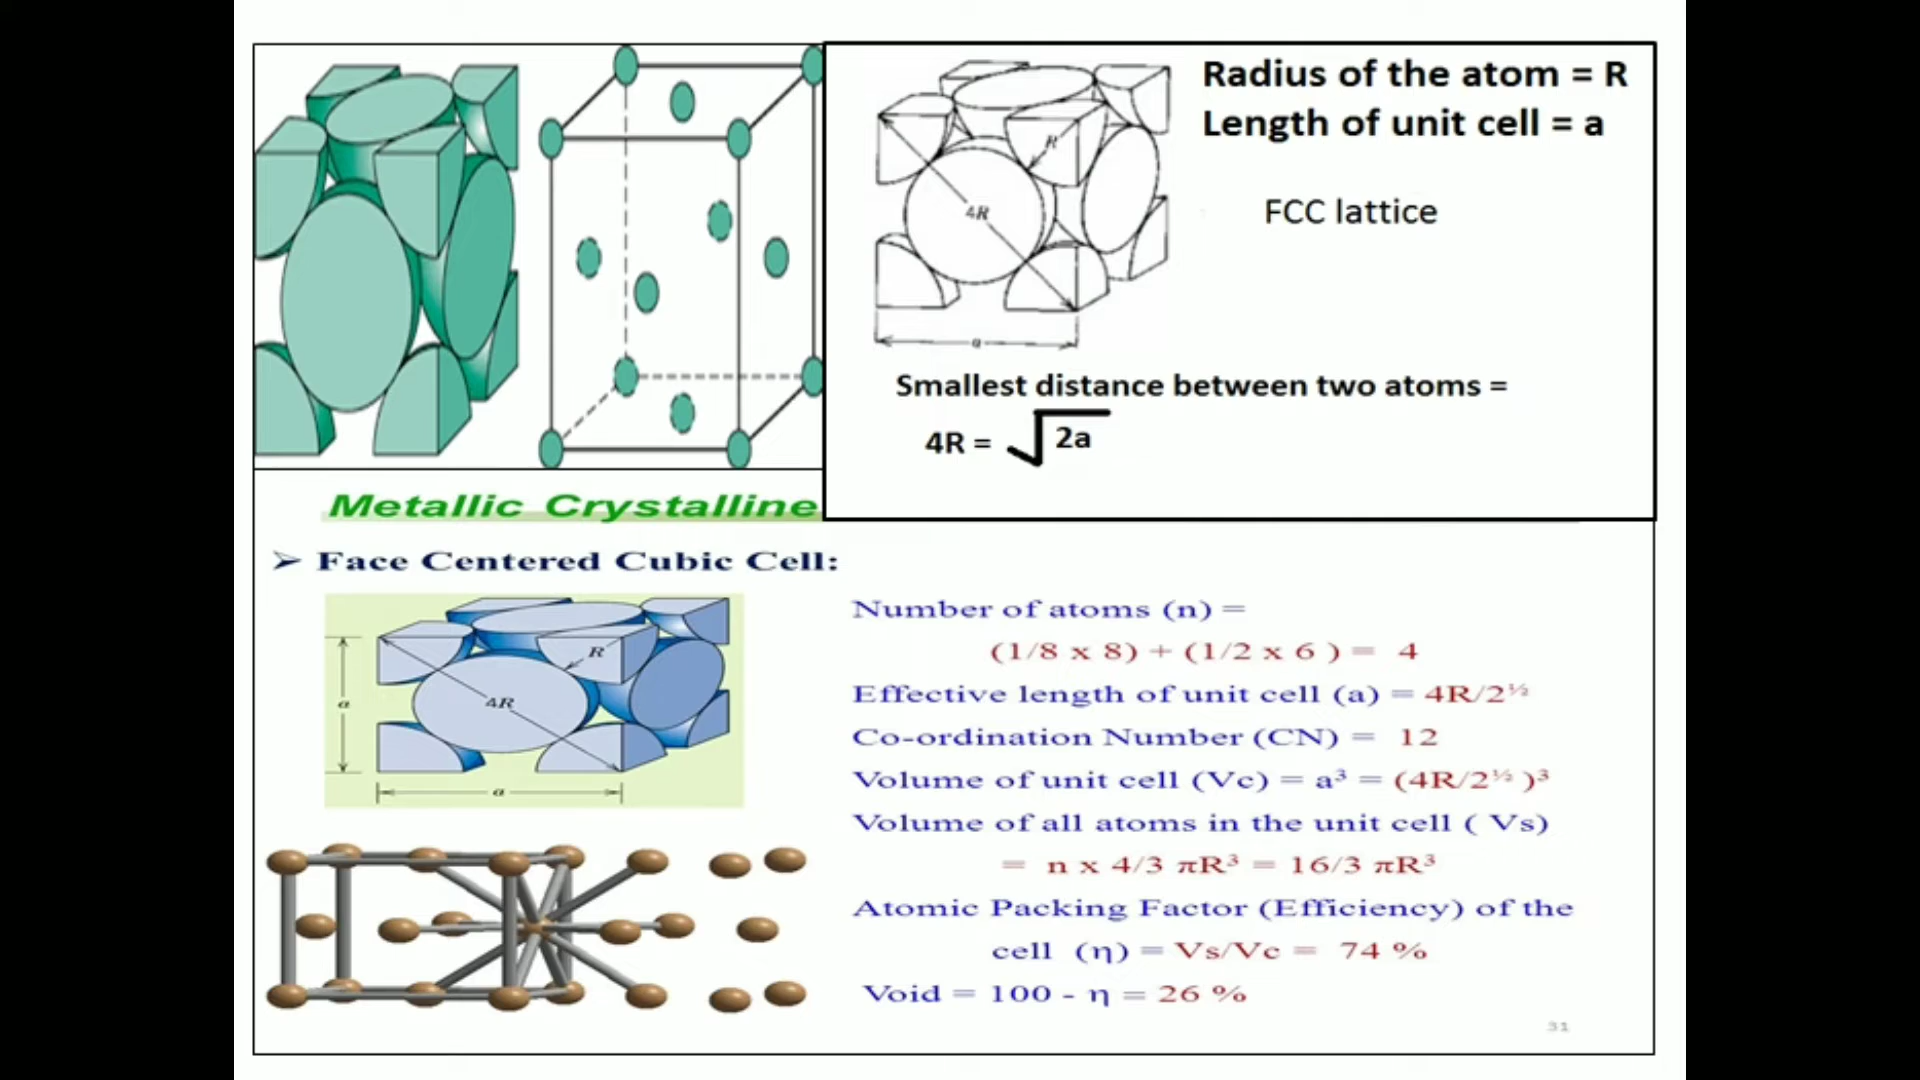 Radius of the atom = R
Length of unit cell = a
FCC lattice
R
4R
a
Smallest distance between two atoms =
4R = √2a
Metallic Crystalline
➢ Face Centered Cubic Cell:
R
4R
a
a
Number of atoms (n) =
(1/8 x 8) + (1/2 x 6 ) = 4
Effective length of unit cell (a) = 4R/2^½
Co-ordination Number (CN) = 12
Volume of unit cell (Vc) = a³ = (4R/2^½ )³
Volume of all atoms in the unit cell ( Vs)
= n x 4/3 πR³ = 16/3 πR³
Atomic Packing Factor (Efficiency) of the
cell (η) = Vs/Vc = 74 %
Void = 100 - η = 26 %
31